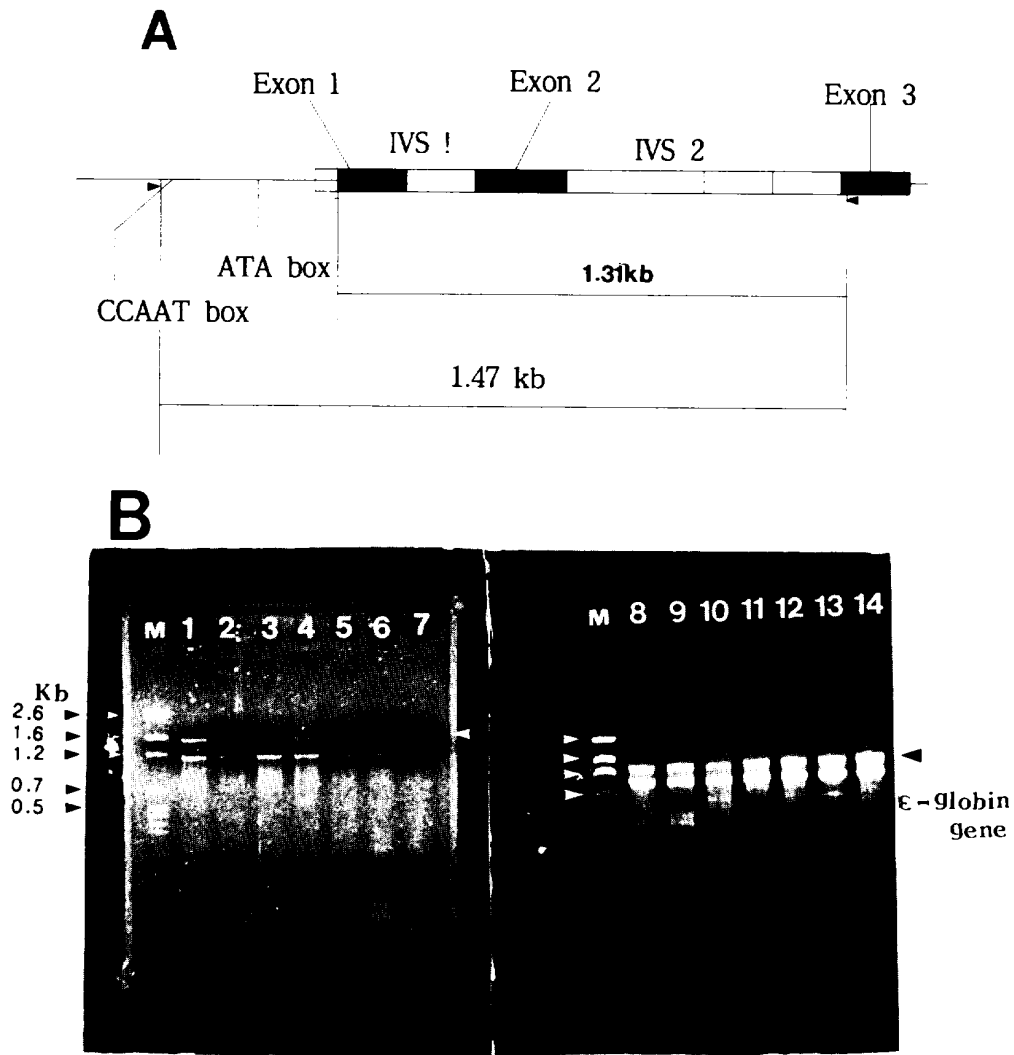 A
Exon 1
Exon 2
Exon 3
IVS !
IVS 2
ATA box
1.31kb
CCAAT box
1.47 kb
B
M 1 2 3 4 5 6 7
M 8 9 10 11 12 13 14
Kb
2.6
1.6
1.2
0.7
0.5
ε-globin
gene